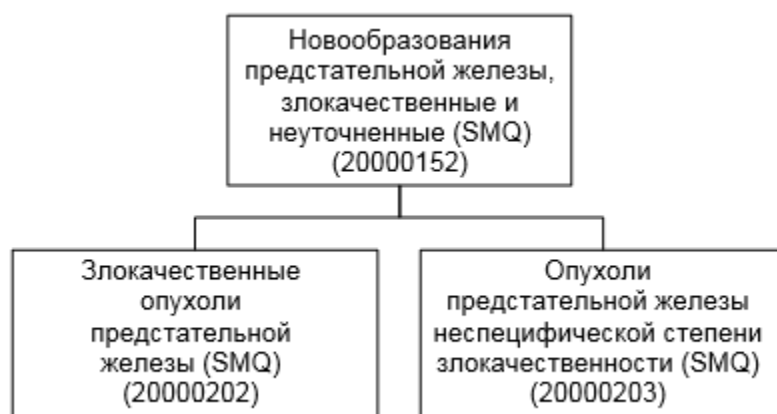 Новообразования
предстательной железы,
злокачественные и
неуточненные (SMQ)
(20000152)
Злокачественные
опухоли
предстательной
железы (SMQ)
(20000202)
Опухоли
предстательной железы
неспецифической степени
злокачественности (SMQ)
(20000203)